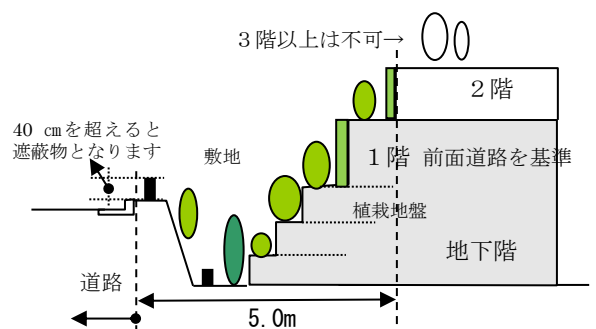 3階以上は不可→
2階
40 cmを超えると
遮蔽物となります
敷地
1階 前面道路を基準
植栽地盤
地下階
道路
5.0m